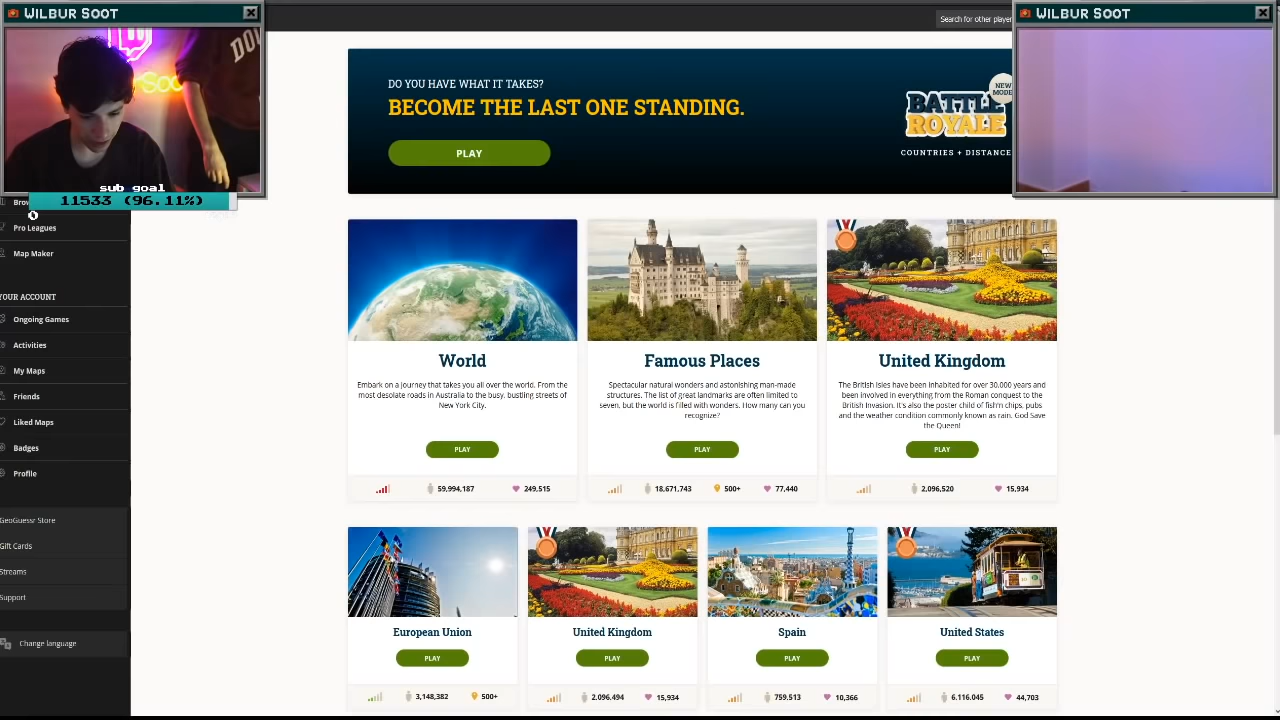 Wilbur Soot
Wilbur Soot
Search for other player
sub goal
11533 (96.11%)
Pro Leagues
Map Maker
YOUR ACCOUNT
Ongoing Games
Activities
My Maps
Friends
Liked Maps
Badges
Profile
GeoGuessr Store
Gift Cards
Streams
Support
Change language
DO YOU HAVE WHAT IT TAKES?
BECOME THE LAST ONE STANDING.
PLAY
NEW
MODE
BATTLE
ROYALE
COUNTRIES + DISTANCE
World
Embark on a journey that takes you all over the world. From the
most desolate roads in Australia to the busy, bustling streets of
New York City.
PLAY
59,994,187
249,515
Famous Places
Spectacular natural wonders and astonishing man-made
structures. The list of great landmarks are often limited to
seven, but the world is filled with wonders. How many can you
recognize?
PLAY
18,671,743
500+
77,440
United Kingdom
The British Isles have been inhabited for over 30,000 years and
been involved in everything from the Roman conquest to the
British Invasion. It's also the poster child of fish'n chips, pubs
and the weather condition commonly known as rain. God Save
the Queen!
PLAY
2,096,520
15,934
European Union
PLAY
3,148,382
500+
United Kingdom
PLAY
2,096,494
15,934
Spain
PLAY
759,513
10,366
United States
PLAY
6,116,045
44,703